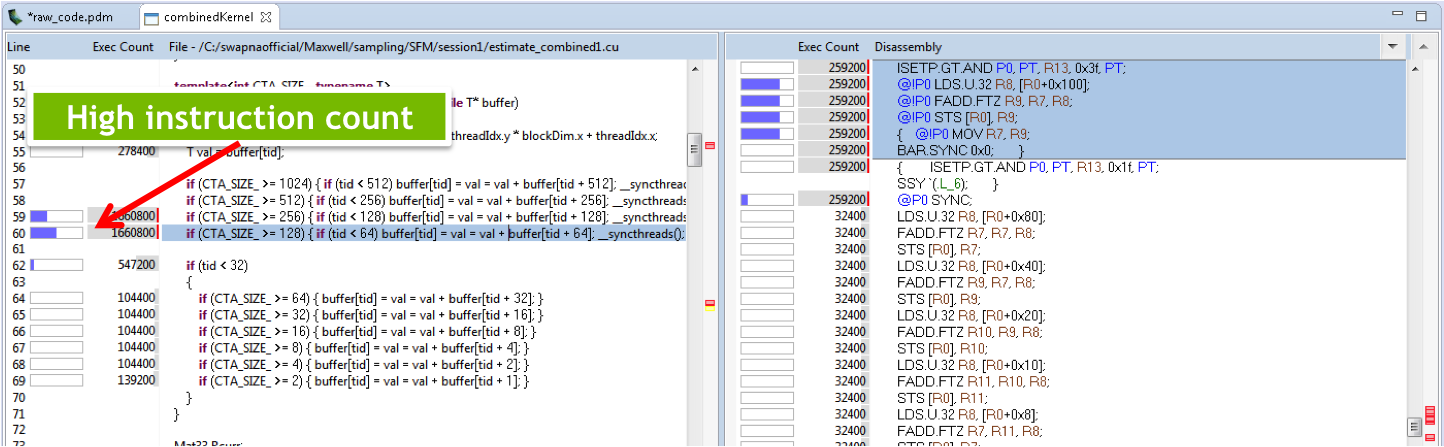 *raw_code.pdm combinedKernel
Line Exec Count File - /C:/swapnaofficial/Maxwell/sampling/SFM/session1/estimate_combined1.cu
50
51 template<int CTA_SIZE_, typename T>
52 le T* buffer)
53
54 threadIdx.y * blockDim.x + threadIdx.x;
55 278400 T val = buffer[tid];
56
57 if (CTA_SIZE_ >= 1024) { if (tid < 512) buffer[tid] = val = val + buffer[tid + 512]; __syncthread
58 if (CTA_SIZE_ >= 512) { if (tid < 256) buffer[tid] = val = val + buffer[tid + 256]; __syncthreads
59 1660800 if (CTA_SIZE_ >= 256) { if (tid < 128) buffer[tid] = val = val + buffer[tid + 128]; __syncthreads
60 1660800 if (CTA_SIZE_ >= 128) { if (tid < 64) buffer[tid] = val = val + buffer[tid + 64]; __syncthreads();
61
62 547200 if (tid < 32)
63 {
64 104400 if (CTA_SIZE_ >= 64) { buffer[tid] = val = val + buffer[tid + 32]; }
65 104400 if (CTA_SIZE_ >= 32) { buffer[tid] = val = val + buffer[tid + 16]; }
66 104400 if (CTA_SIZE_ >= 16) { buffer[tid] = val = val + buffer[tid + 8]; }
67 104400 if (CTA_SIZE_ >= 8) { buffer[tid] = val = val + buffer[tid + 4]; }
68 104400 if (CTA_SIZE_ >= 4) { buffer[tid] = val = val + buffer[tid + 2]; }
69 139200 if (CTA_SIZE_ >= 2) { buffer[tid] = val = val + buffer[tid + 1]; }
70 }
71 }
72
73 Mat33 Rcurr;
High instruction count
Exec Count Disassembly
259200 ISETP.GT.AND P0, PT, R13, 0x3f, PT;
259200 @!P0 LDS.U.32 R8, [R0+0x100];
259200 @!P0 FADD.FTZ R9, R7, R8;
259200 @!P0 STS [R0], R9;
259200 { @!P0 MOV R7, R9;
259200 BAR.SYNC 0x0; }
259200 { ISETP.GT.AND P0, PT, R13, 0x1f, PT;
SSY `(.L_6); }
259200 @P0 SYNC;
32400 LDS.U.32 R8, [R0+0x80];
32400 FADD.FTZ R7, R7, R8;
32400 STS [R0], R7;
32400 LDS.U.32 R8, [R0+0x40];
32400 FADD.FTZ R9, R7, R8;
32400 STS [R0], R9;
32400 LDS.U.32 R8, [R0+0x20];
32400 FADD.FTZ R10, R9, R8;
32400 STS [R0], R10;
32400 LDS.U.32 R8, [R0+0x10];
32400 FADD.FTZ R11, R10, R8;
32400 STS [R0], R11;
32400 LDS.U.32 R8, [R0+0x8];
32400 FADD.FTZ R7, R11, R8;
32400 STS [R0], R7;